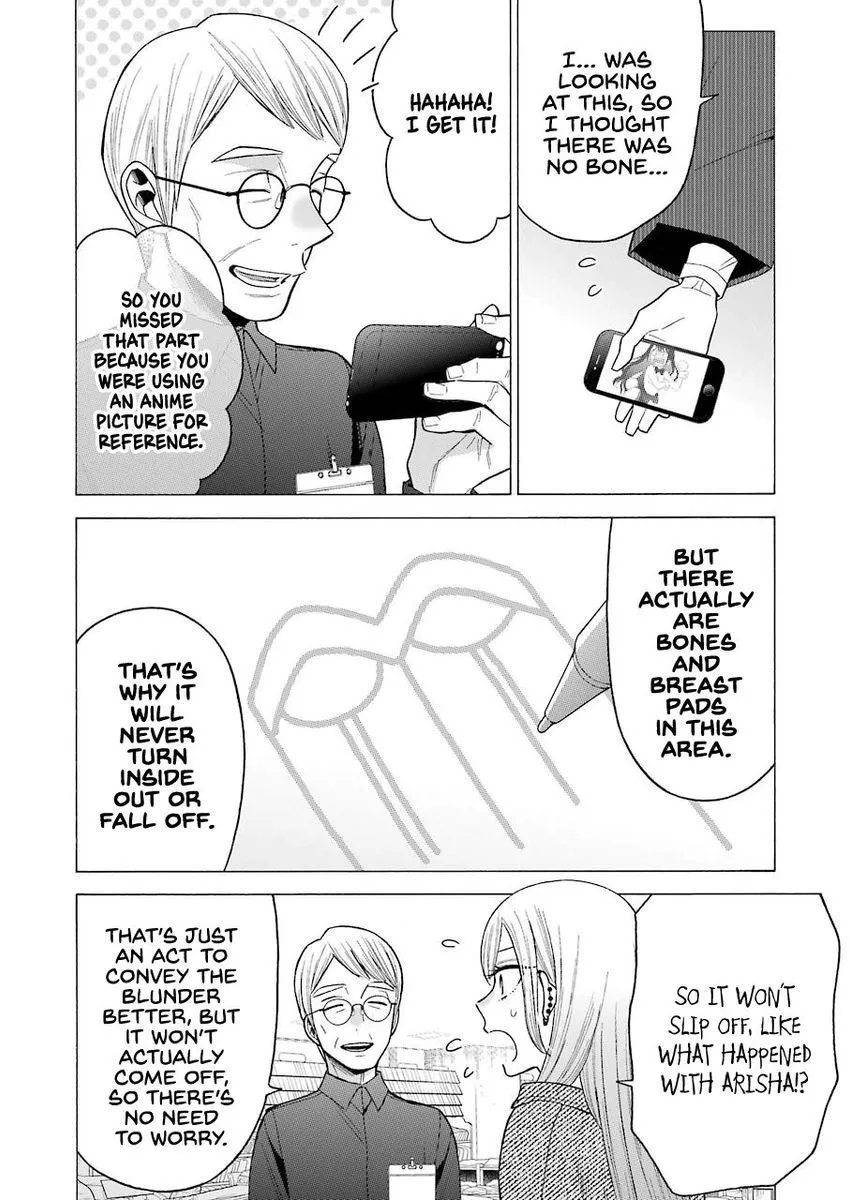 I... WAS
LOOKING
AT THIS, SO
I THOUGHT
THERE WAS
NO BONE...
HAHAHA!
I GET IT!
SO YOU
MISSED
THAT PART
BECAUSE YOU
WERE USING
AN ANIME
PICTURE FOR
REFERENCE.
BUT
THERE
ACTUALLY
ARE
BONES
AND
BREAST
PADS
IN THIS
AREA.
THAT'S
WHY IT
WILL
NEVER
TURN
INSIDE
OUT OR
FALL OFF.
SO IT WON'T
SLIP OFF, LIKE
WHAT HAPPENED
WITH ARISHA!?
THAT'S JUST
AN ACT TO
CONVEY THE
BLUNDER
BETTER, BUT
IT WON'T
ACTUALLY
COME OFF,
SO THERE'S
NO NEED
TO WORRY.